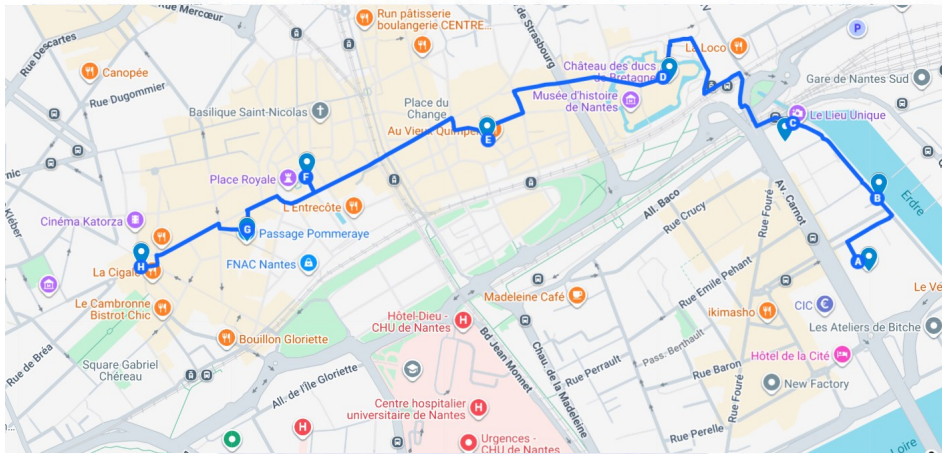 Rue Mercœur
Run pâtisserie
boulangerie CENTRE...
de Strasbourg
La Loco
P
Rue Descartes
Canopée
Rue Dugommier
Château des ducs
de Bretagne
D
Gare de Nantes Sud
Musée d'histoire
de Nantes
Place du
Change
Basilique Saint-Nicolas
Au Vieux Quimper
E
C
Le Lieu Unique
Place Royale
F
L'Entrecôte
All. Baco
Rue Crucy
Rue Fouré
Av. Carnot
B
Erdre
Kléber
Cinéma Katorza
G
Passage Pommeraye
H
La Cigale
FNAC Nantes
A
Rue Emile Pehant
Le Cambronne
Bistrot Chic
Madeleine Café
CIC
ikimasho
Les Ateliers de Bitche
Hôtel-Dieu -
CHU de Nantes
H
Bouillon Gloriette
Bd Jean Monnet
Chau. de la Madeleine
Rue de Bréa
Square Gabriel
Chéreau
All. de l'Île Gloriette
Rue Perrault
Pass. Berthault
Rue Baron
Hôtel de la Cité
New Factory
Rue Fouré
Centre hospitalier
universitaire de Nantes
H
H
Rue Perelle
Urgences -
CHU de Nantes
Loire